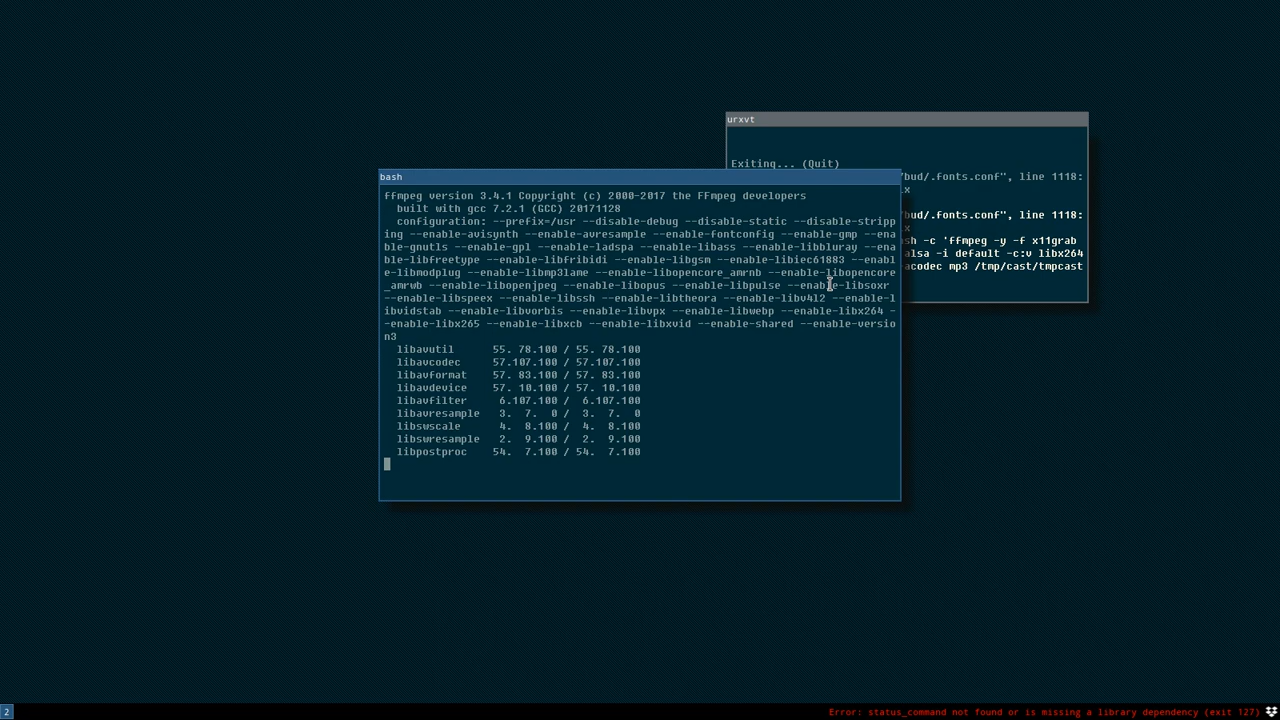 urxvt
Exiting... (Quit)
/bud/.fonts.conf", line 1118:
ix
/bud/.fonts.conf", line 1118:
ix
ash -c 'ffmpeg -y -f x11grab
alsa -i default -c:v libx264
acodec mp3 /tmp/cast/tmpcast
bash
ffmpeg version 3.4.1 Copyright (c) 2000-2017 the FFmpeg developers
built with gcc 7.2.1 (GCC) 20171128
configuration: --prefix=/usr --disable-debug --disable-static --disable-stripp
ing --enable-avisynth --enable-avresample --enable-fontconfig --enable-gmp --ena
ble-gnutls --enable-gpl --enable-ladspa --enable-libass --enable-libbluray --ena
ble-libfreetype --enable-libfribidi --enable-libgsm --enable-libiec61883 --enabl
e-libmodplug --enable-libmp3lame --enable-libopencore_amrnb --enable-libopencore
_amrwb --enable-libopenjpeg --enable-libopus --enable-libpulse --enable-libsoxr
--enable-libspeex --enable-libssh --enable-libtheora --enable-libv4l2 --enable-l
ibvidstab --enable-libvorbis --enable-libvpx --enable-libwebp --enable-libx264 -
-enable-libx265 --enable-libxcb --enable-libxvid --enable-shared --enable-versio
n3
libavutil 55. 78.100 / 55. 78.100
libavcodec 57.107.100 / 57.107.100
libavformat 57. 83.100 / 57. 83.100
libavdevice 57. 10.100 / 57. 10.100
libavfilter 6.107.100 / 6.107.100
libavresample 3. 7. 0 / 3. 7. 0
libswscale 4. 8.100 / 4. 8.100
libswresample 2. 9.100 / 2. 9.100
libpostproc 54. 7.100 / 54. 7.100
2
Error: status_command not found or is missing a library dependency (exit 127)